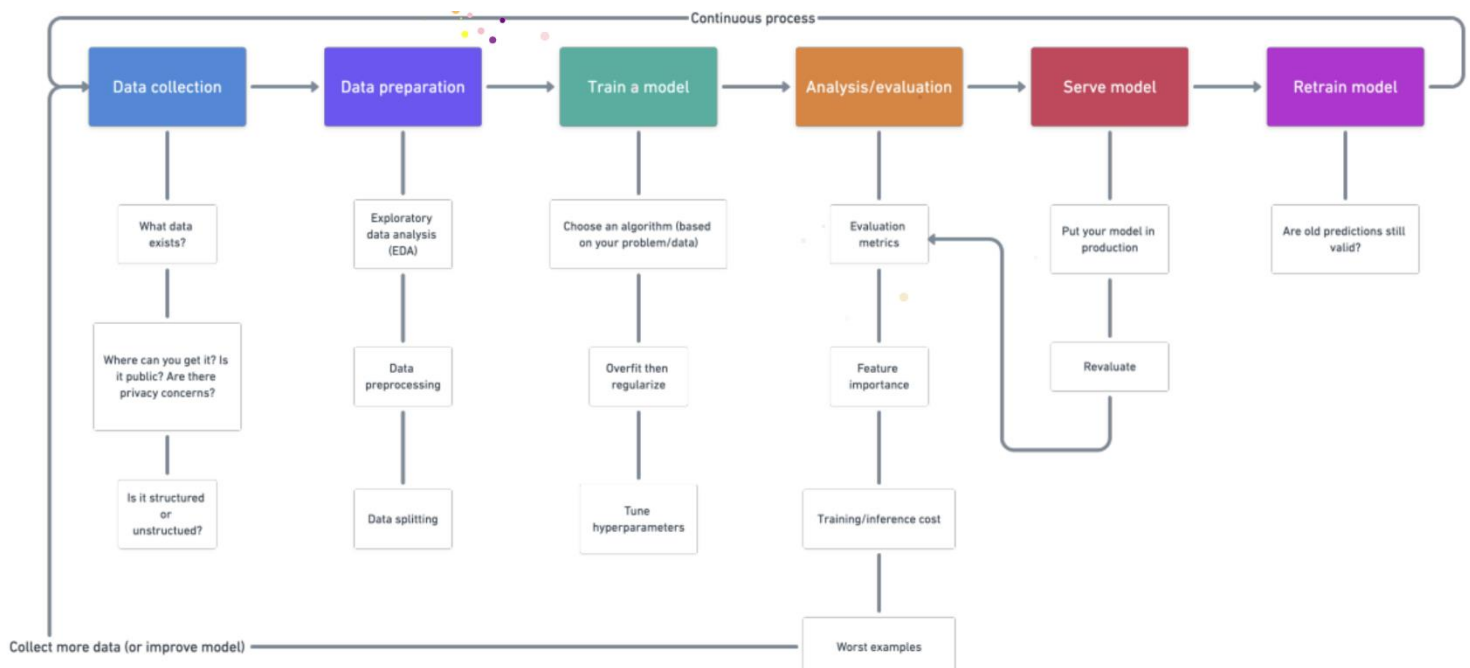 Continuous process
Data collection
Data preparation
Train a model
Analysis/evaluation
Serve model
Retrain model
What data
exists?
Where can you get it? Is
it public? Are there
privacy concerns?
Is it structured
or
unstructued?
Exploratory
data analysis
(EDA)
Data
preprocessing
Data splitting
Choose an algorithm (based
on your problem/data)
Overfit then
regularize
Tune
hyperparameters
Evaluation
metrics
Feature
importance
Training/inference cost
Worst examples
Put your model in
production
Revaluate
Are old predictions still
valid?
Collect more data (or improve model)